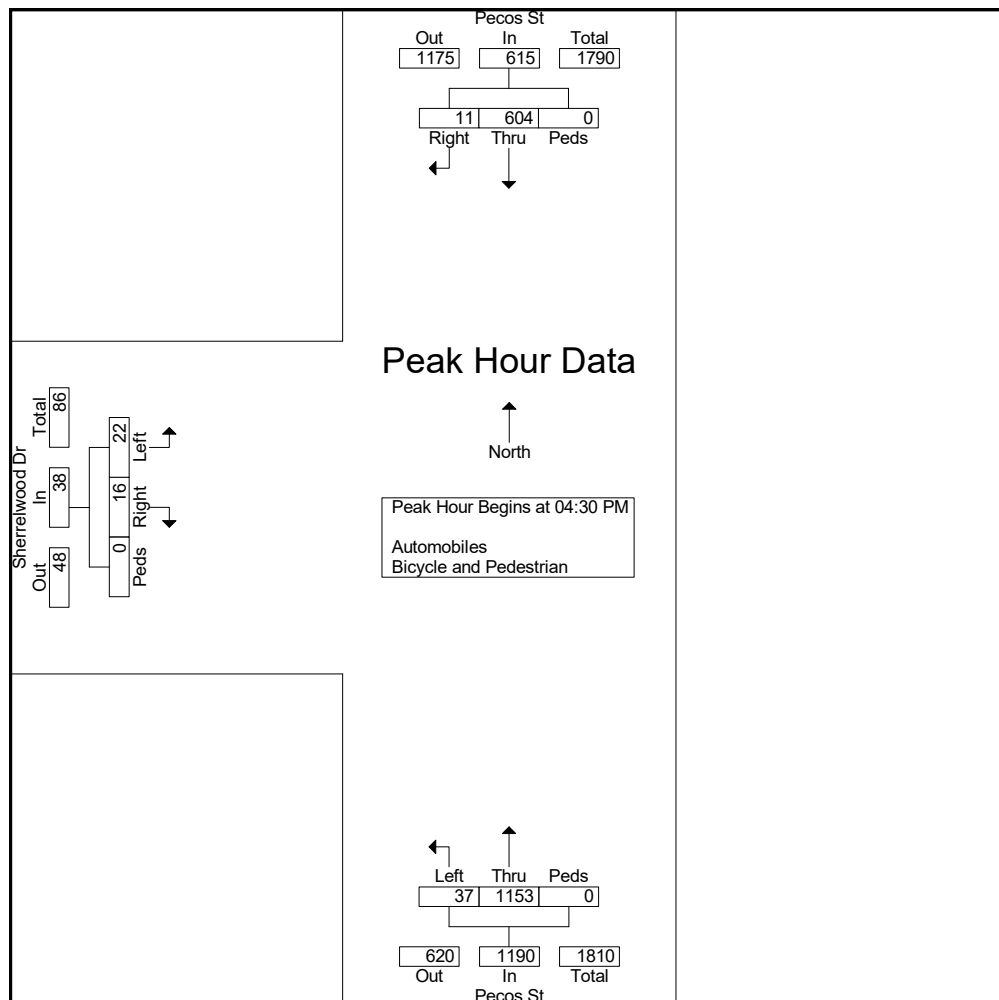 Pecos St
Out In Total
1175 615 1790
11 604 0
Right Thru Peds
Peak Hour Data
North
Peak Hour Begins at 04:30 PM
Automobiles
Bicycle and Pedestrian
Sherrelwood Dr
Out In Total
48 38 86
0 16 22
Peds Right Left
Left Thru Peds
37 1153 0
620 1190 1810
Out In Total
Pecos St